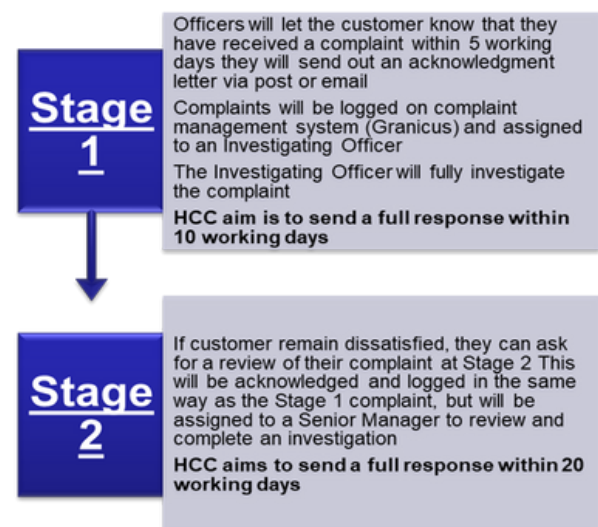 Stage
1
Officers will let the customer know that they
have received a complaint within 5 working
days they will send out an acknowledgment
letter via post or email
Complaints will be logged on complaint
management system (Granicus) and assigned
to an Investigating Officer
The Investigating Officer will fully investigate
the complaint
HCC aim is to send a full response within
10 working days
Stage
2
If customer remain dissatisfied, they can ask
for a review of their complaint at Stage 2 This
will be acknowledged and logged in the same
way as the Stage 1 complaint, but will be
assigned to a Senior Manager to review and
complete an investigation
HCC aims to send a full response within 20
working days